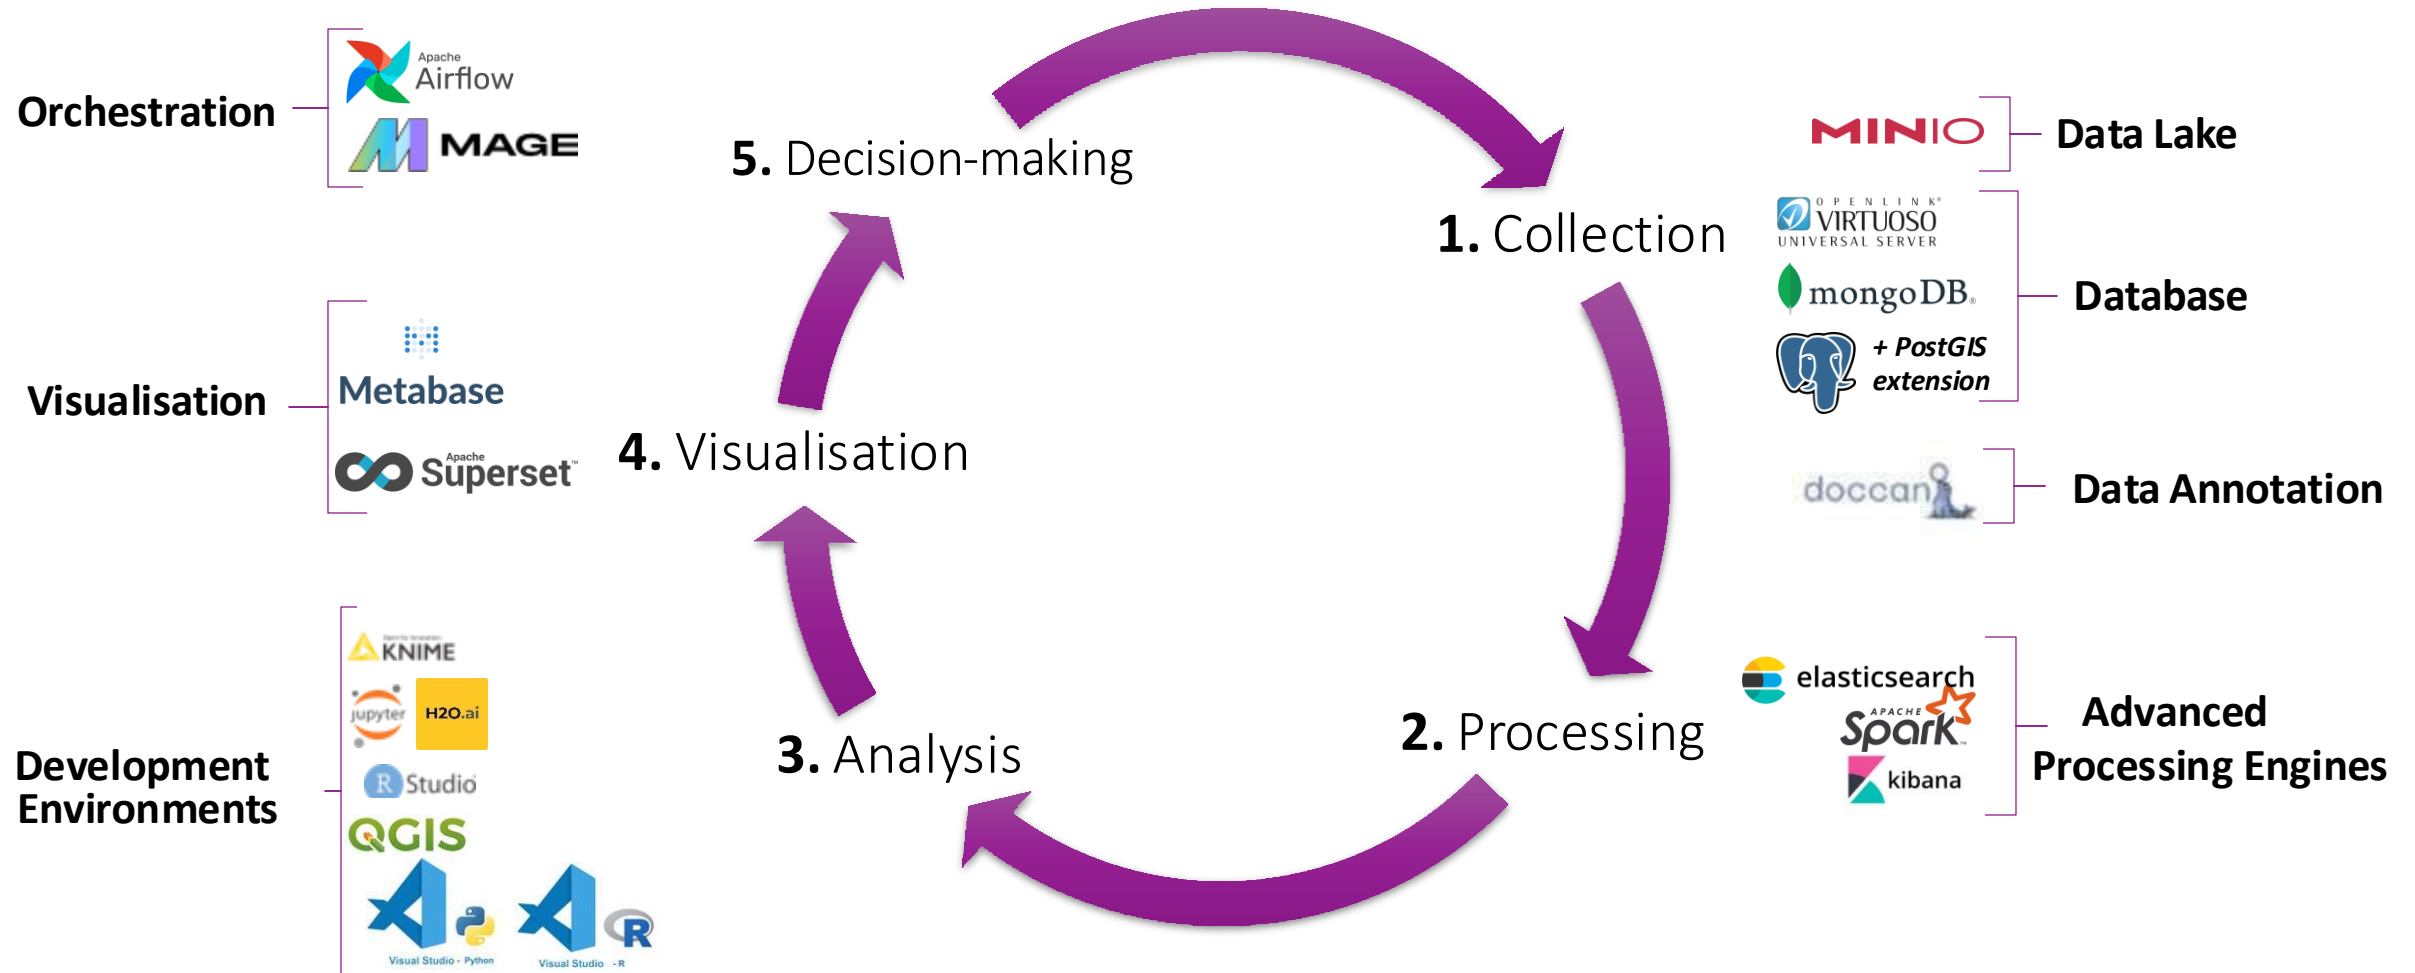 Orchestration
Apache
Airflow
MAGE
5. Decision-making
MINIO
Data Lake
1. Collection
OPENLINK®
VIRTUOSO
UNIVERSAL SERVER
mongoDB®
+ PostGIS
extension
Database
Visualisation
Metabase
Apache
Superset™
4. Visualisation
doccano
Data Annotation
Development
Environments
KNIME
jupyter
H2O.ai
R Studio
QGIS
Visual Studio - Python
Visual Studio - R
R
3. Analysis
2. Processing
elasticsearch
APACHE
Spark™
kibana
Advanced
Processing Engines